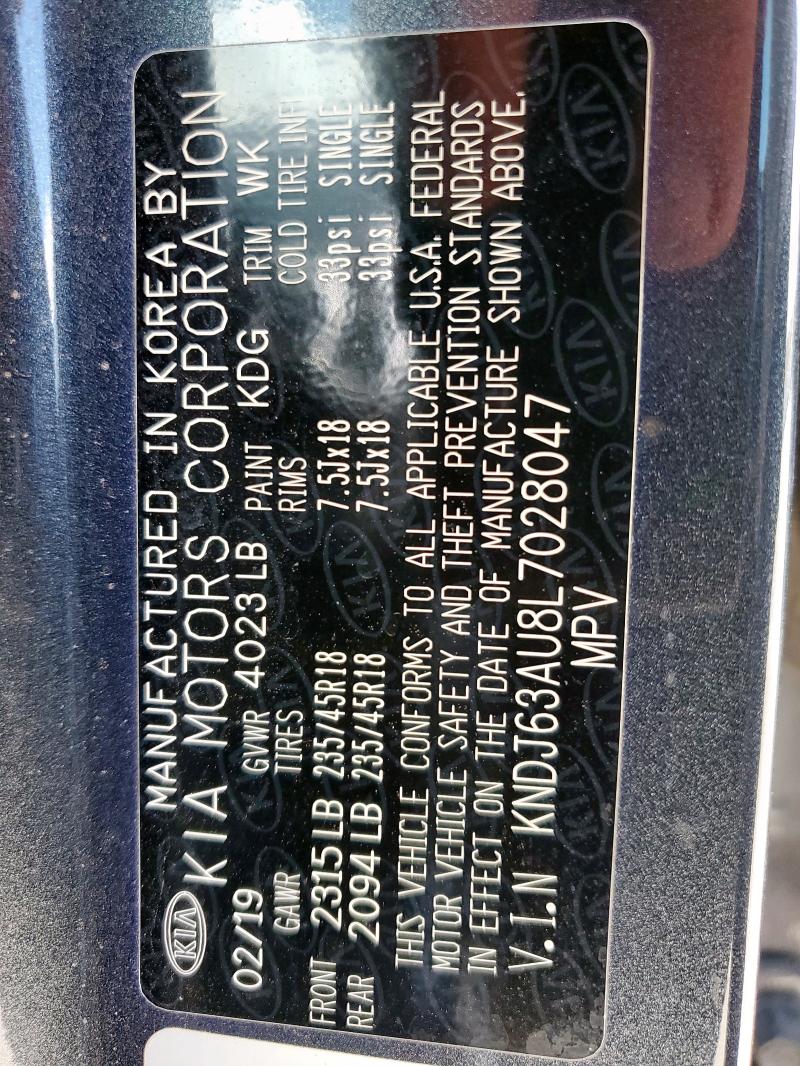 KIA
MANUFACTURED IN KOREA BY
KIA MOTORS CORPORATION
02/19 GVWR 4023 LB PAINT KDG TRIM WK
GAWR TIRES RIMS COLD TIRE INFL
FRONT 2315 LB 235/45R18 7.5Jx18 33psi SINGLE
REAR 2094 LB 235/45R18 7.5Jx18 33psi SINGLE
THIS VEHICLE CONFORMS TO ALL APPLICABLE U.S.A. FEDERAL
MOTOR VEHICLE SAFETY AND THEFT PREVENTION STANDARDS
IN EFFECT ON THE DATE OF MANUFACTURE SHOWN ABOVE.
V.I.N KNDJ63AU8L7028047
MPV